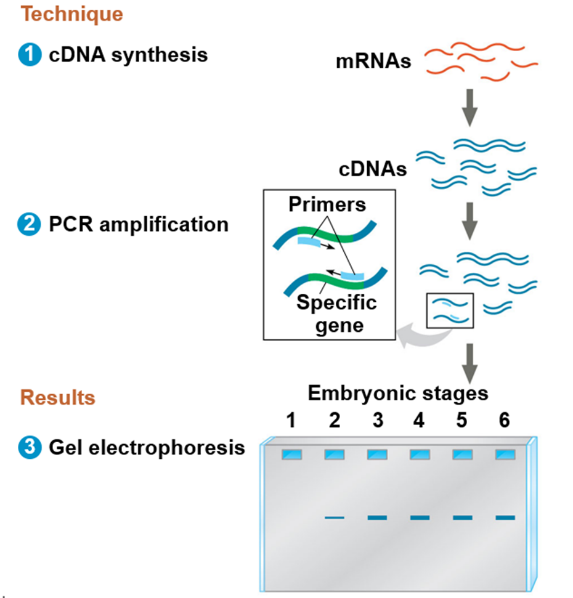 Technique
1 cDNA synthesis
mRNAs
cDNAs
2 PCR amplification
Primers
Specific
gene
Results
Embryonic stages
1 2 3 4 5 6
3 Gel electrophoresis
.